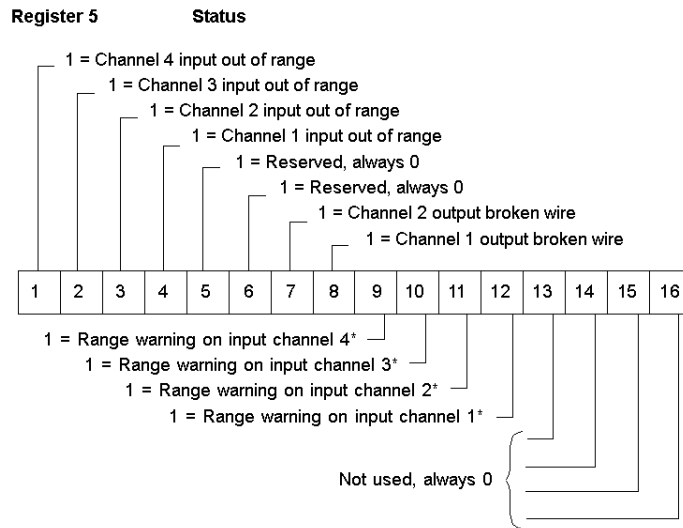 Register 5 Status
1 = Channel 4 input out of range
1 = Channel 3 input out of range
1 = Channel 2 input out of range
1 = Channel 1 input out of range
1 = Reserved, always 0
1 = Reserved, always 0
1 = Channel 2 output broken wire
1 = Channel 1 output broken wire
1 2 3 4 5 6 7 8 9 10 11 12 13 14 15 16
1 = Range warning on input channel 4*
1 = Range warning on input channel 3*
1 = Range warning on input channel 2*
1 = Range warning on input channel 1*
Not used, always 0